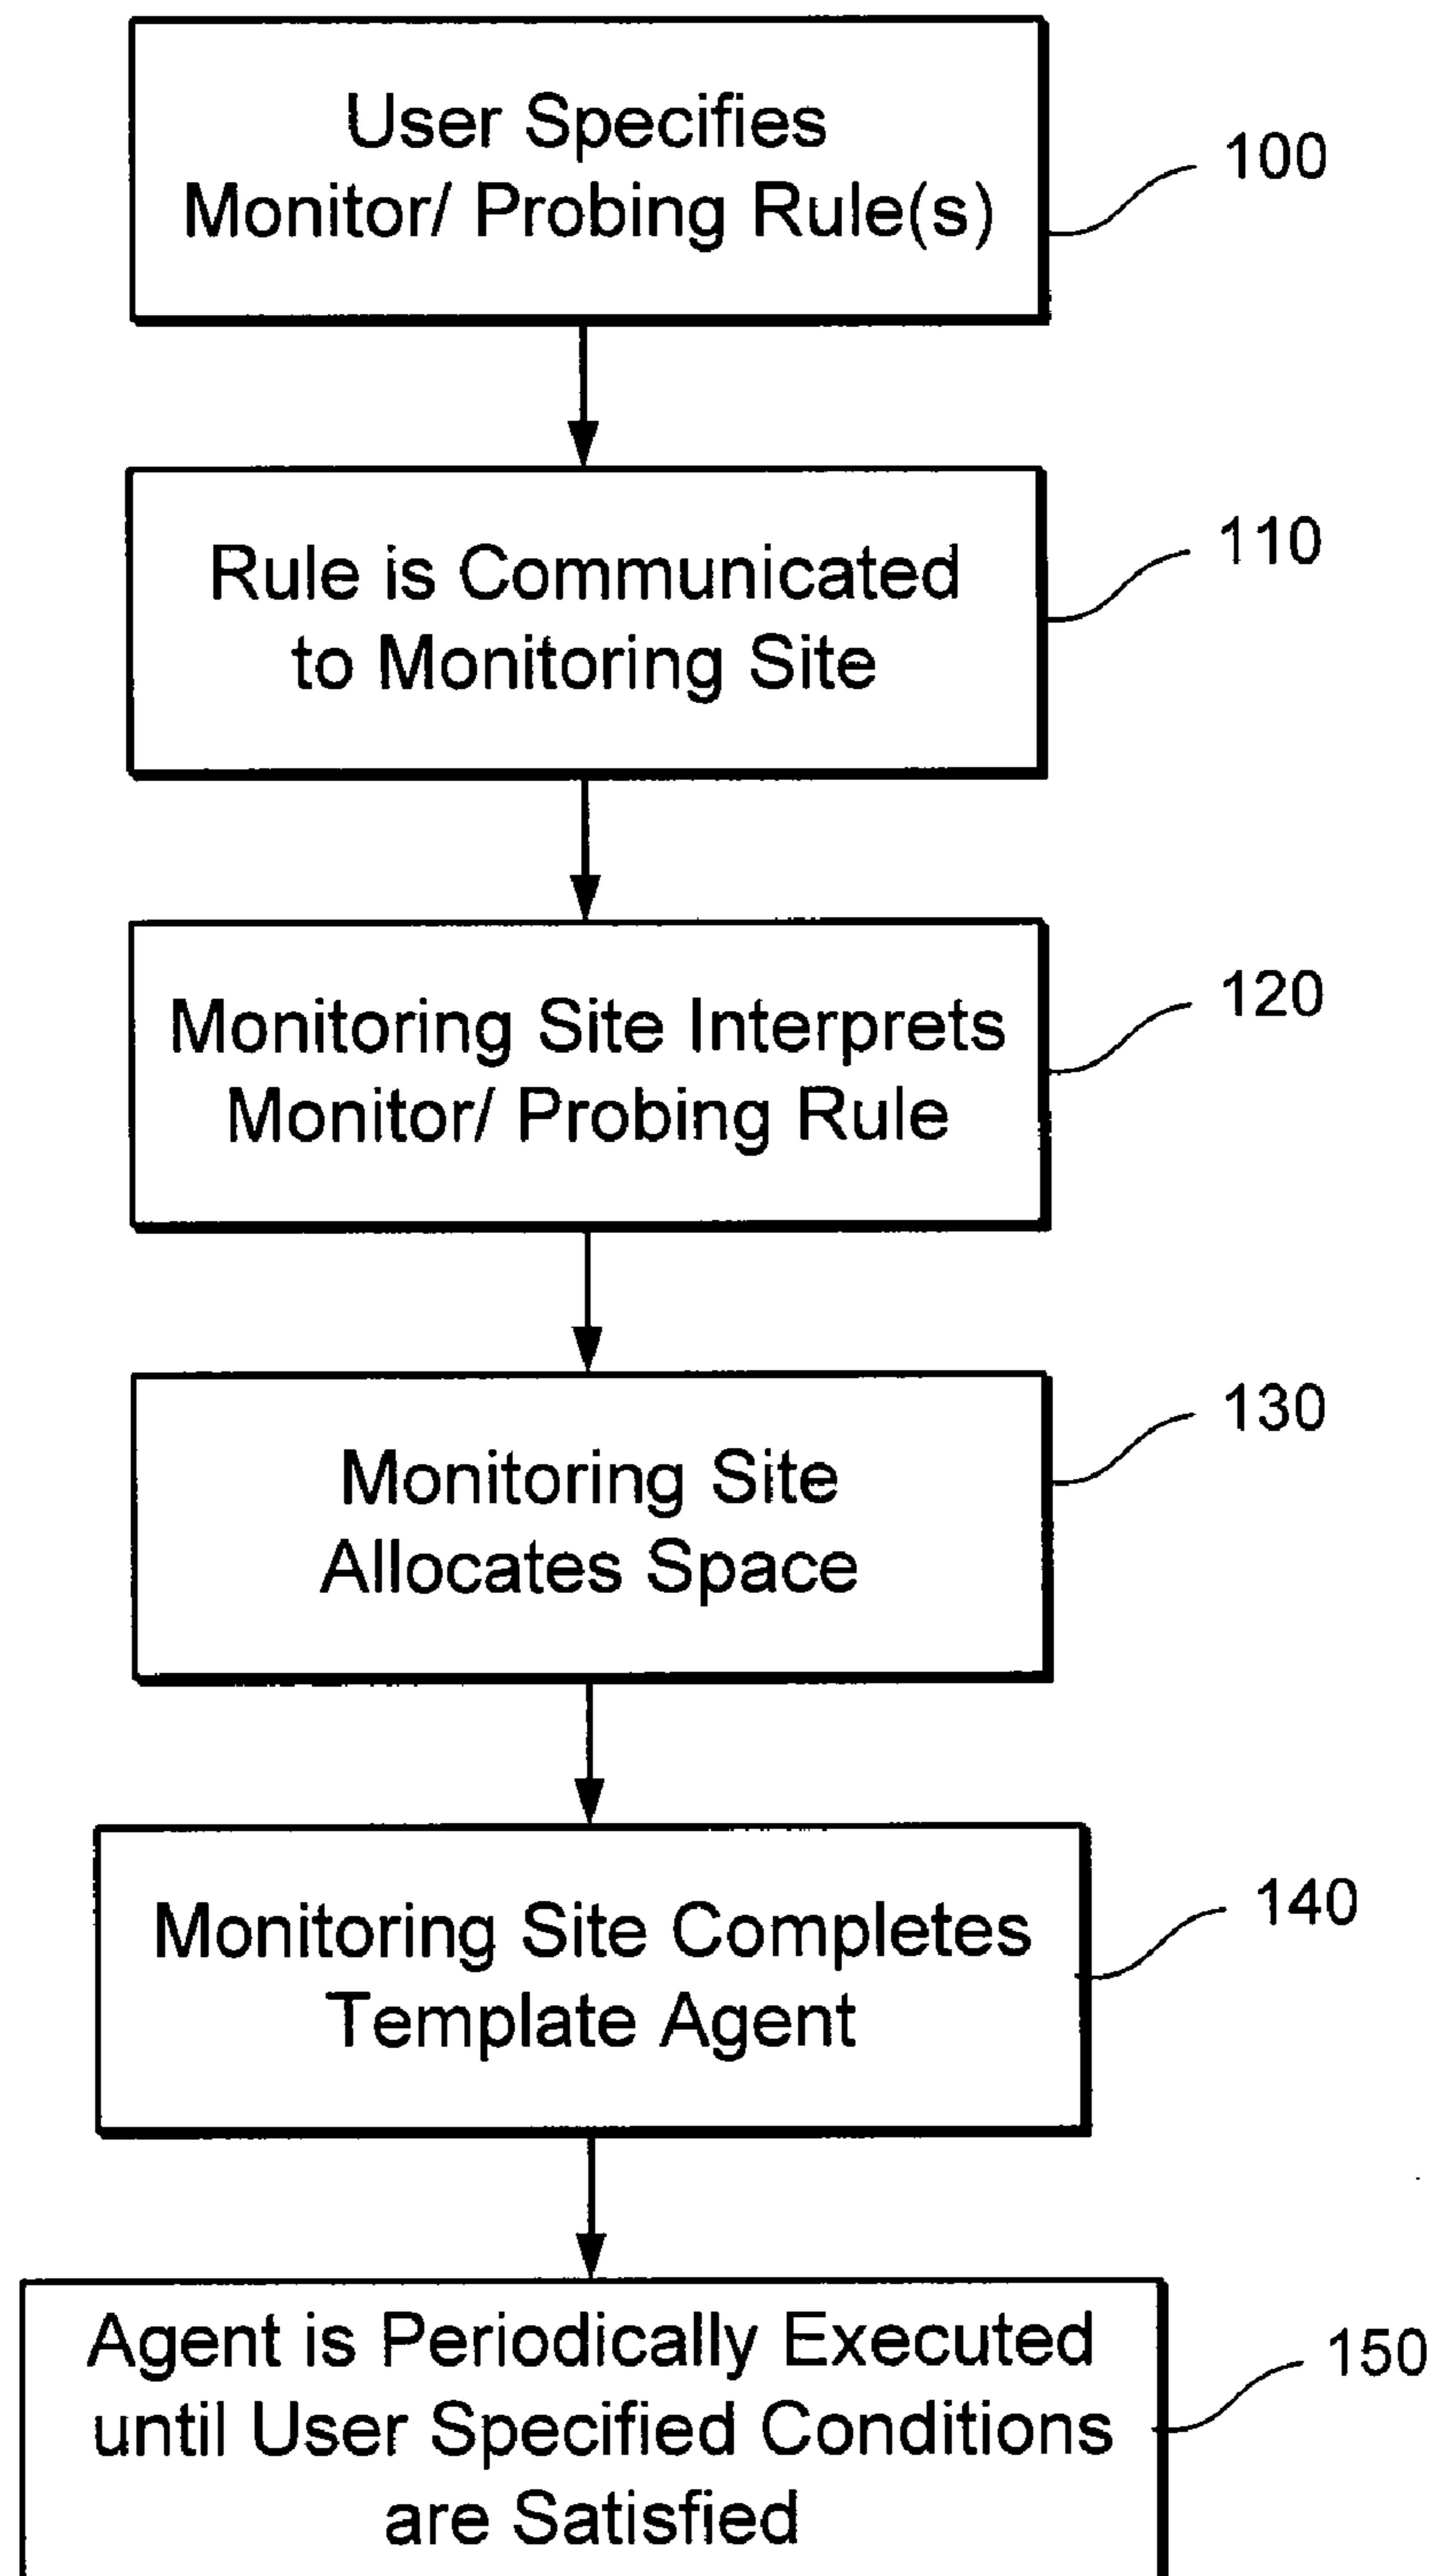 User Specifies
Monitor/ Probing Rule(s)
100
Rule is Communicated
to Monitoring Site
110
Monitoring Site Interprets
Monitor/ Probing Rule
120
Monitoring Site
Allocates Space
130
Monitoring Site Completes
Template Agent
140
Agent is Periodically Executed
until User Specified Conditions
are Satisfied
150